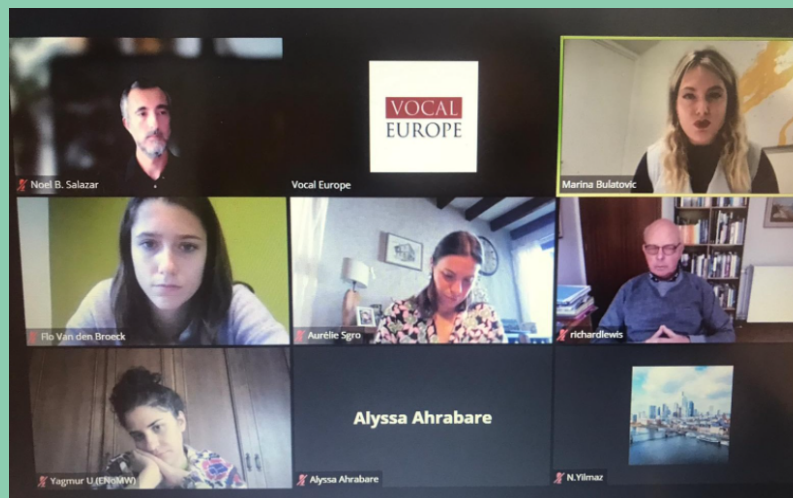 Noel B. Salazar
VOCAL
EUROPE
Vocal Europe
Marina Bulatovic
Flo Van den Broeck
Aurélie Sgro
richardlewis
Yagmur U (ENoMW)
Alyssa Ahrabare
Alyssa Ahrabare
N.Yilmaz